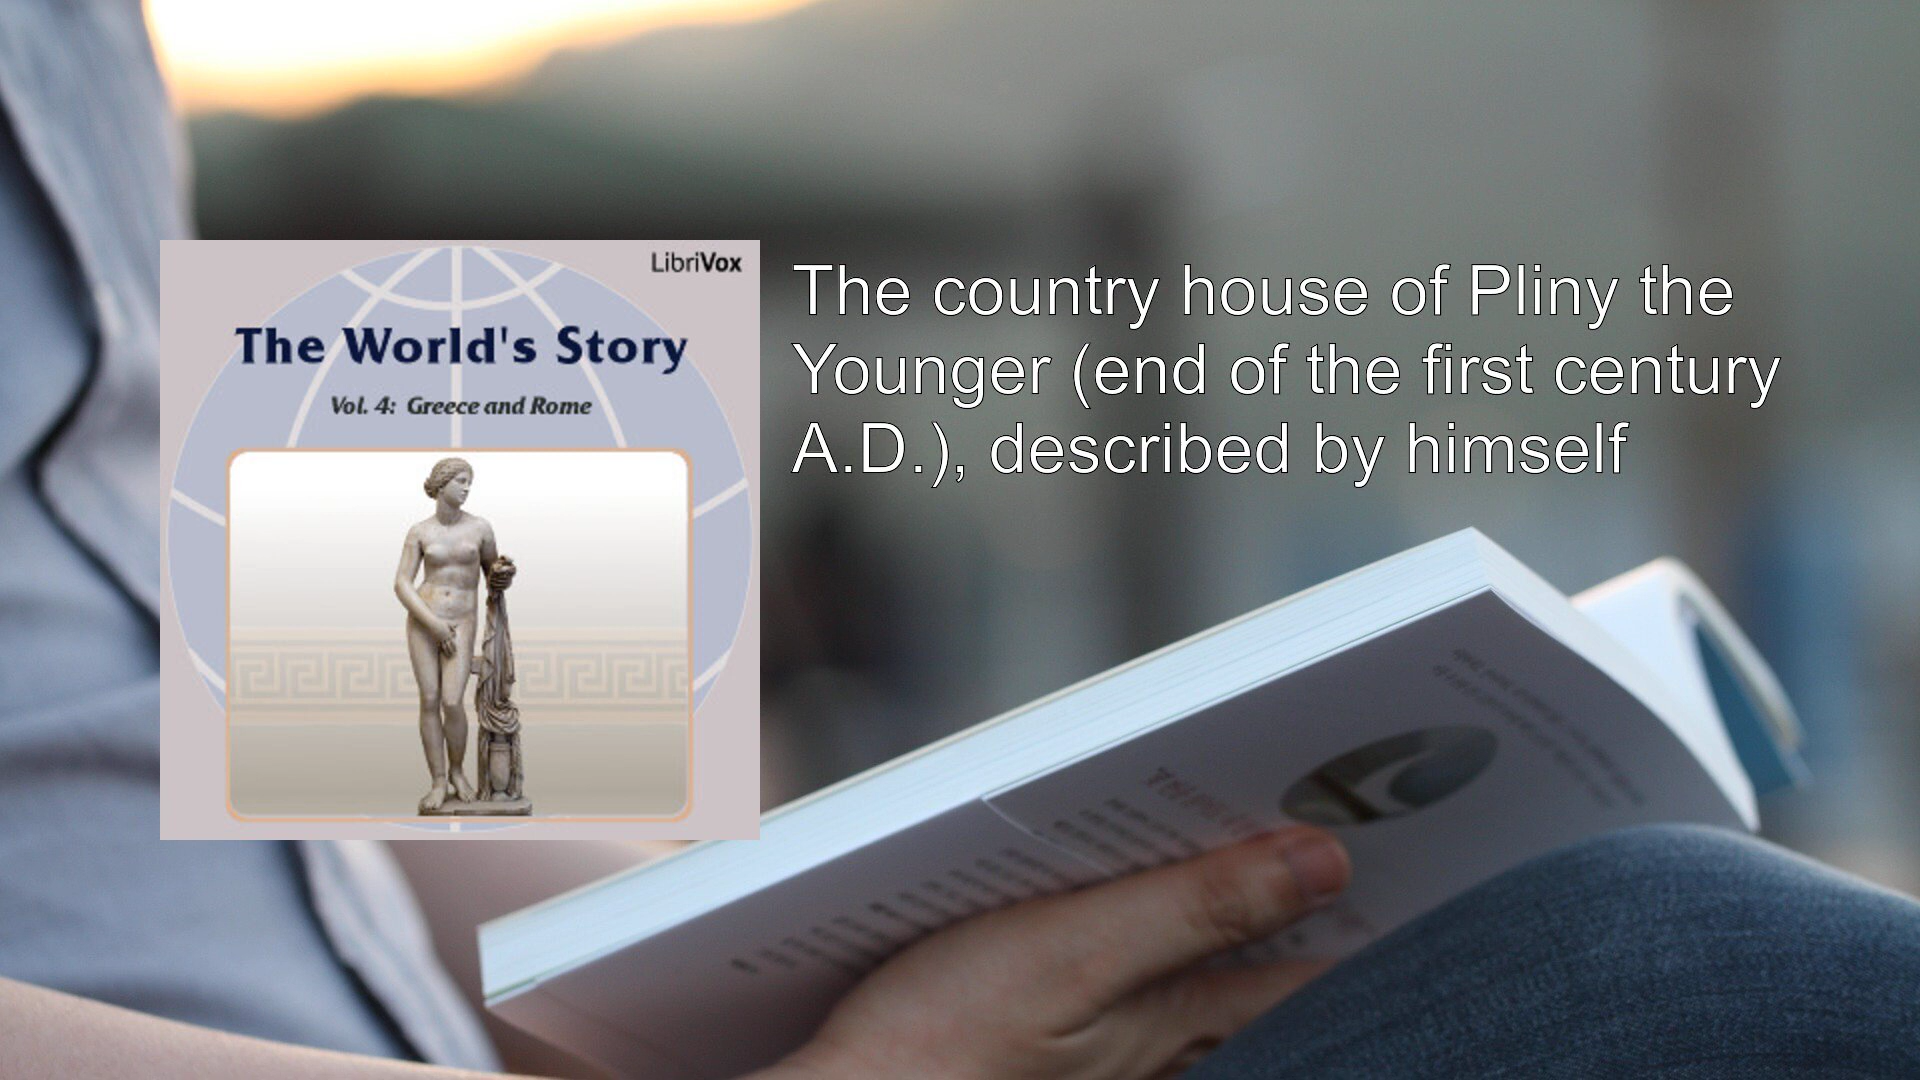 LibriVox
The World's Story
Vol. 4: Greece and Rome
The country house of Pliny the
Younger (end of the first century
A.D.), described by himself